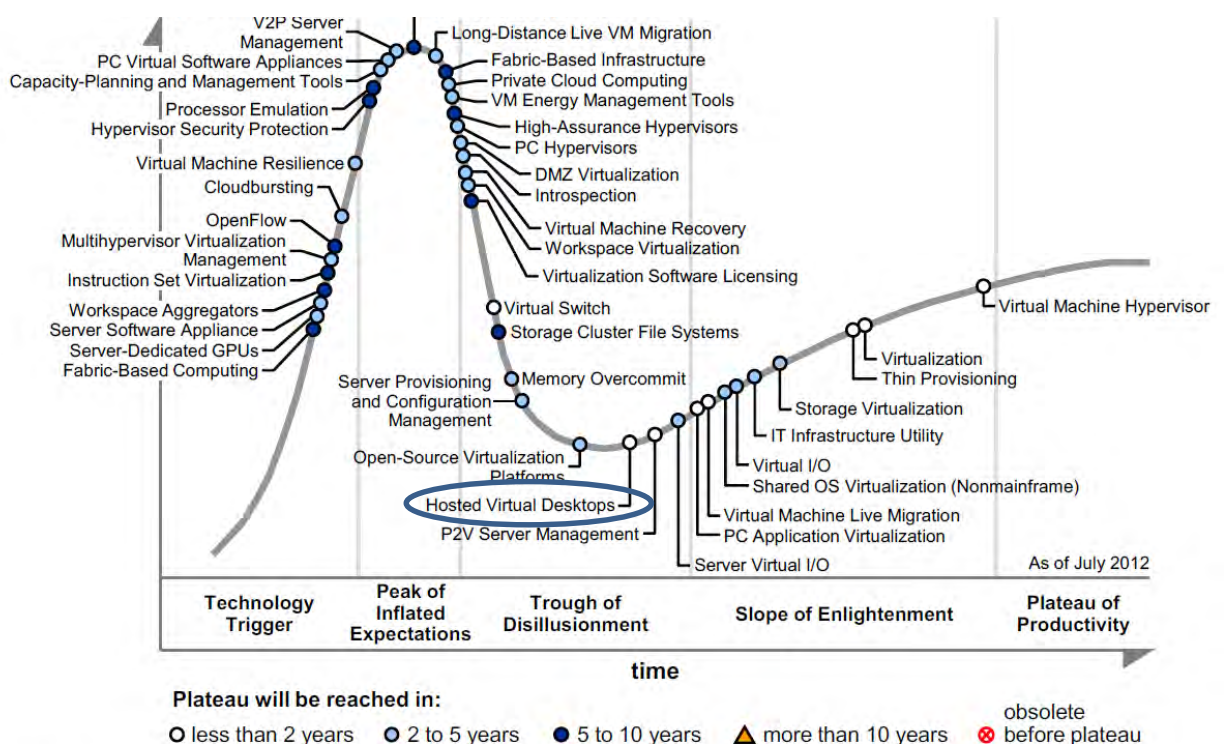 V2P Server
Management
PC Virtual Software Appliances
Capacity-Planning and Management Tools
Processor Emulation
Hypervisor Security Protection
Virtual Machine Resilience
Cloudbursting
OpenFlow
Multihypervisor Virtualization
Management
Instruction Set Virtualization
Workspace Aggregators
Server Software Appliance
Server-Dedicated GPUs
Fabric-Based Computing
Long-Distance Live VM Migration
Fabric-Based Infrastructure
Private Cloud Computing
VM Energy Management Tools
High-Assurance Hypervisors
PC Hypervisors
DMZ Virtualization
Introspection
Virtual Machine Recovery
Workspace Virtualization
Virtualization Software Licensing
Virtual Switch
Storage Cluster File Systems
Memory Overcommit
Server Provisioning
and Configuration
Management
Open-Source Virtualization
Platforms
Hosted Virtual Desktops
P2V Server Management
Server Virtual I/O
PC Application Virtualization
Virtual Machine Live Migration
Shared OS Virtualization (Nonmainframe)
Virtual I/O
IT Infrastructure Utility
Storage Virtualization
Thin Provisioning
Virtualization
Virtual Machine Hypervisor
As of July 2012
Technology
Trigger
Peak of
Inflated
Expectations
Trough of
Disillusionment
Slope of Enlightenment
Plateau of
Productivity
time
Plateau will be reached in:
less than 2 years
2 to 5 years
5 to 10 years
more than 10 years
obsolete
before plateau